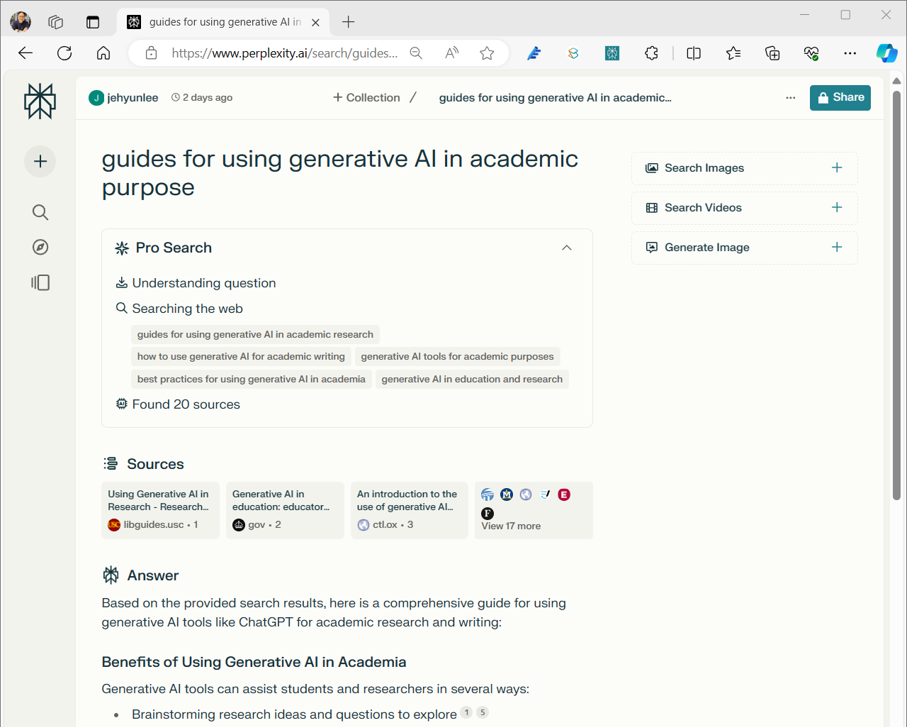 guides for using generative AI in
https://www.perplexity.ai/search/guides...
J jehyunlee 2 days ago + Collection / guides for using generative AI in academic... ... Share
guides for using generative AI in academic
purpose
Search Images +
Search Videos +
Generate Image +
Pro Search
Understanding question
Searching the web
guides for using generative AI in academic research
how to use generative AI for academic writing generative AI tools for academic purposes
best practices for using generative AI in academia generative AI in education and research
Found 20 sources
Sources
Using Generative AI in
Research - Research...
libguides.usc • 1
Generative AI in
education: educator...
gov • 2
An introduction to the
use of generative AI...
ctl.ox • 3
View 17 more
Answer
Based on the provided search results, here is a comprehensive guide for using
generative AI tools like ChatGPT for academic research and writing:
Benefits of Using Generative AI in Academia
Generative AI tools can assist students and researchers in several ways:
• Brainstorming research ideas and questions to explore 1 5